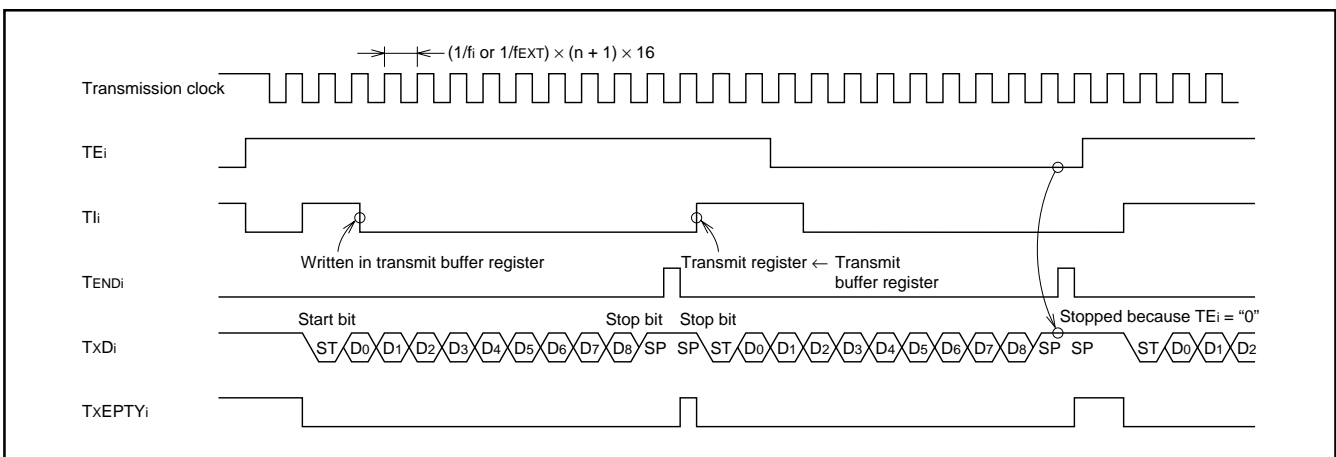 (1/fi or 1/fEXT) × (n + 1) × 16
Transmission clock
TEi
TIi
Written in transmit buffer register
Transmit register ← Transmit
buffer register
TENDi
Start bit
Stop bit
Stop bit
Stopped because TEi = “0”
TxDi
ST D0 D1 D2 D3 D4 D5 D6 D7 D8 SP SP ST D0 D1 D2 D3 D4 D5 D6 D7 D8 SP SP ST D0 D1 D2
TXEPTYi